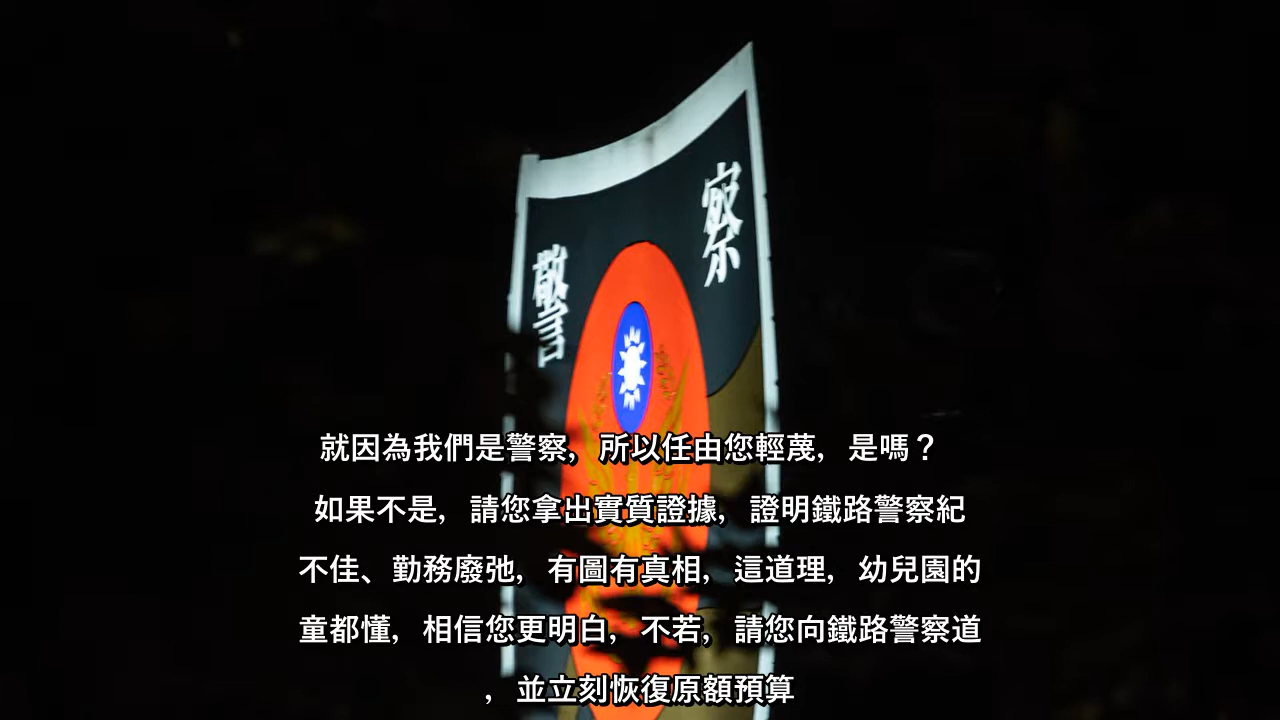 警察
就因為我們是警察，所以任由您輕蔑，是嗎？
如果不是，請您拿出實質證據，證明鐵路警察紀
不佳、勤務廢弛，有圖有真相，這道理，幼兒園的
童都懂，相信您更明白，不若，請您向鐵路警察道
，並立刻恢復原額預算